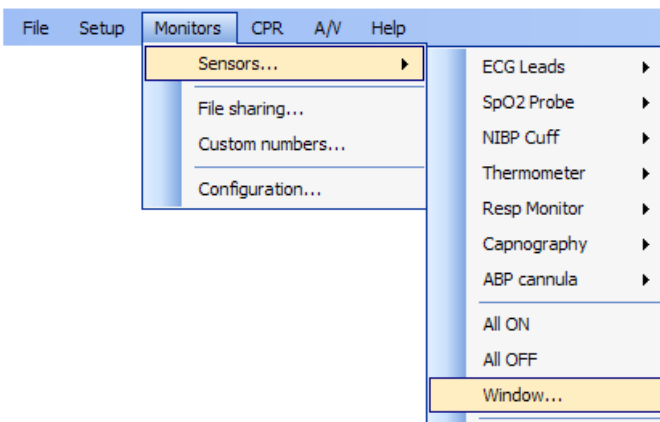 File Setup Monitors CPR A/V Help
Sensors...
File sharing...
Custom numbers...
Configuration...
ECG Leads
SpO2 Probe
NIBP Cuff
Thermometer
Resp Monitor
Capnography
ABP cannula
All ON
All OFF
Window...